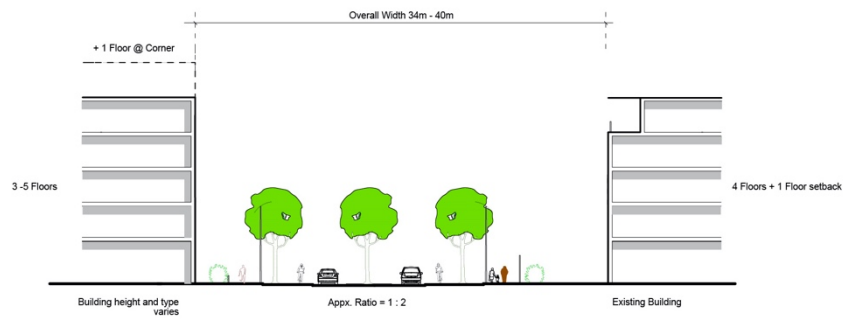 Overall Width 34m - 40m
+ 1 Floor @ Corner
3 -5 Floors
4 Floors + 1 Floor setback
Building height and type
varies
Appx. Ratio = 1 : 2
Existing Building